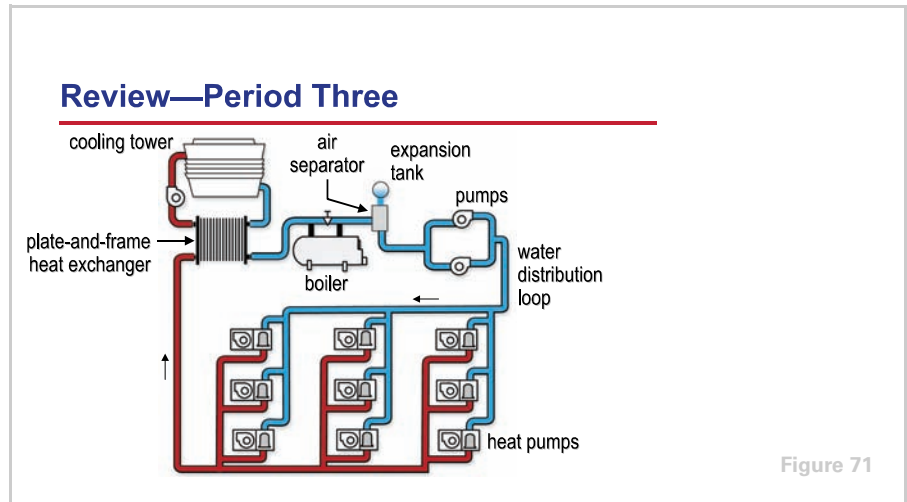 Review—Period Three
cooling tower
air
separator
expansion
tank
pumps
plate-and-frame
heat exchanger
boiler
water
distribution
loop
heat pumps
Figure 71